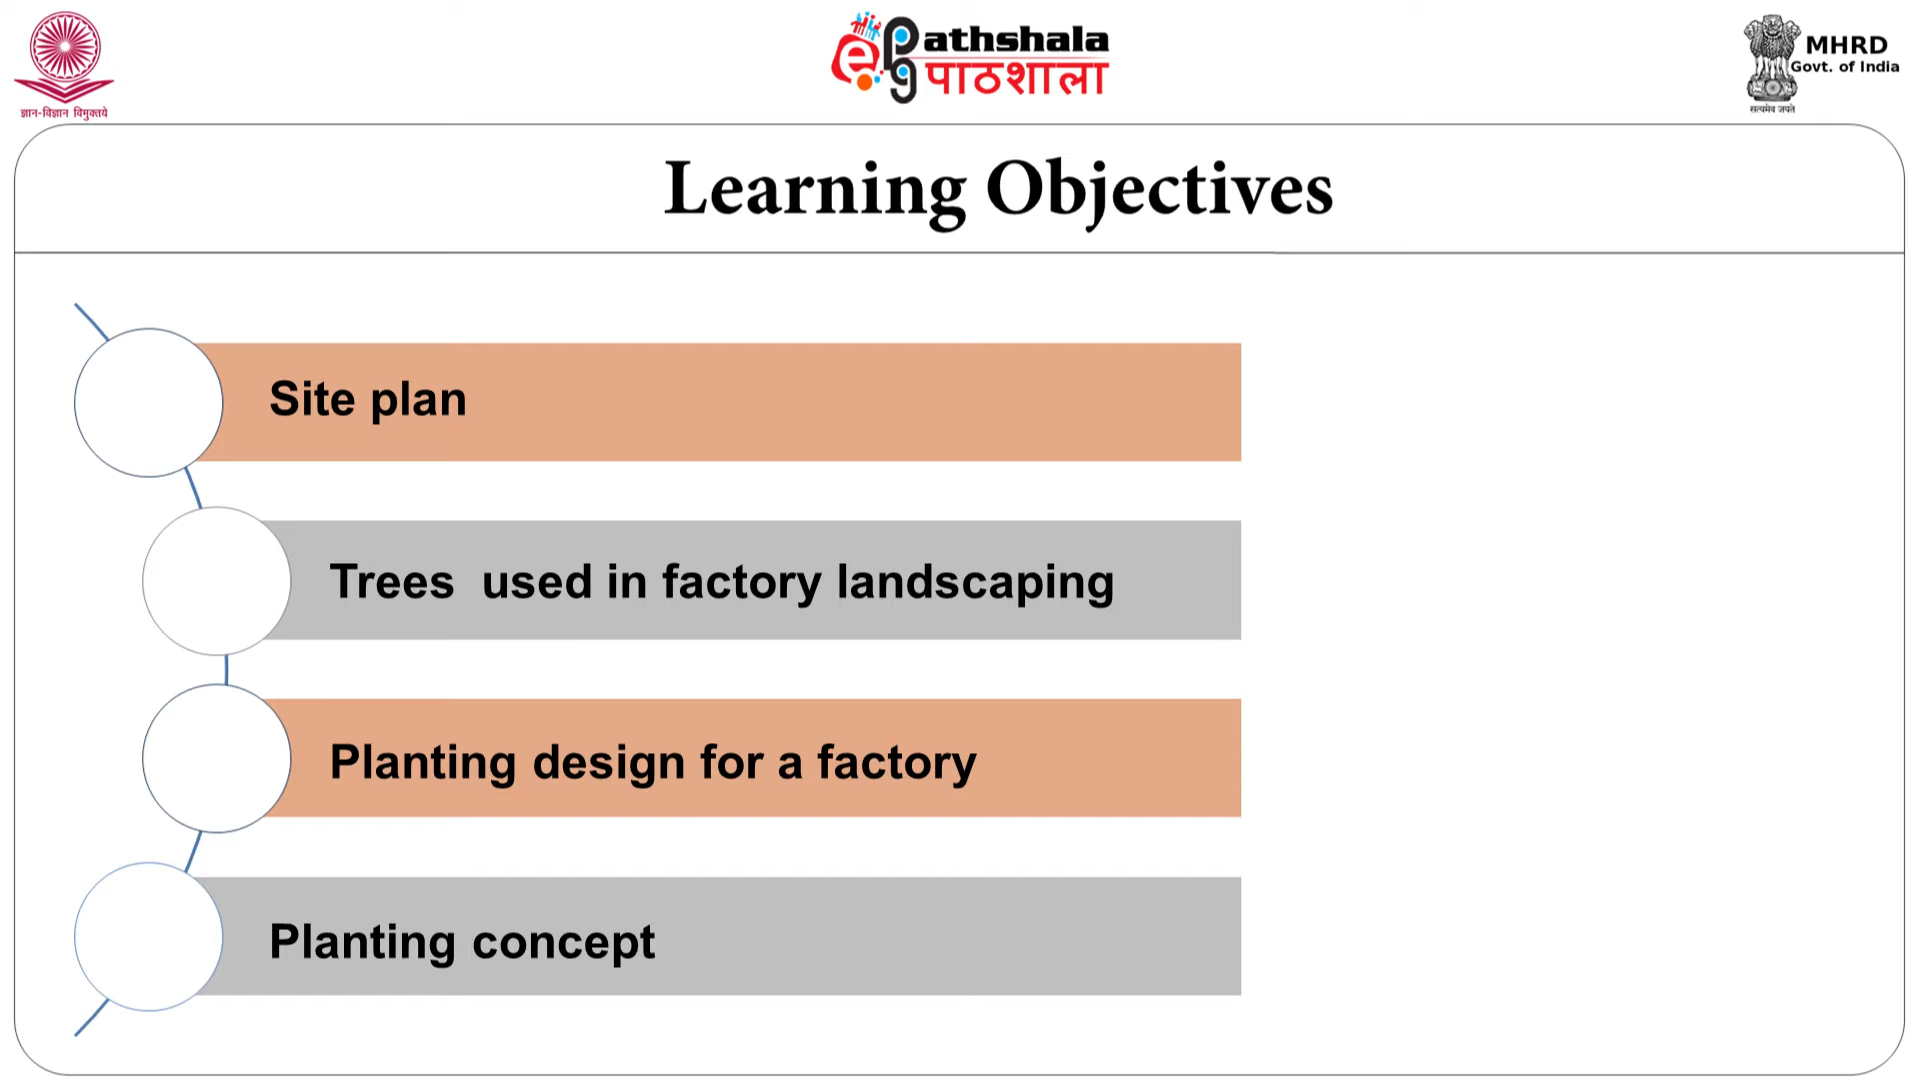 ज्ञान-विज्ञान विमुक्तये
ePathshala
पाठशाला
MHRD
Govt. of India
सत्यमेव जयते
Learning Objectives
Site plan
Trees  used in factory landscaping
Planting design for a factory
Planting concept